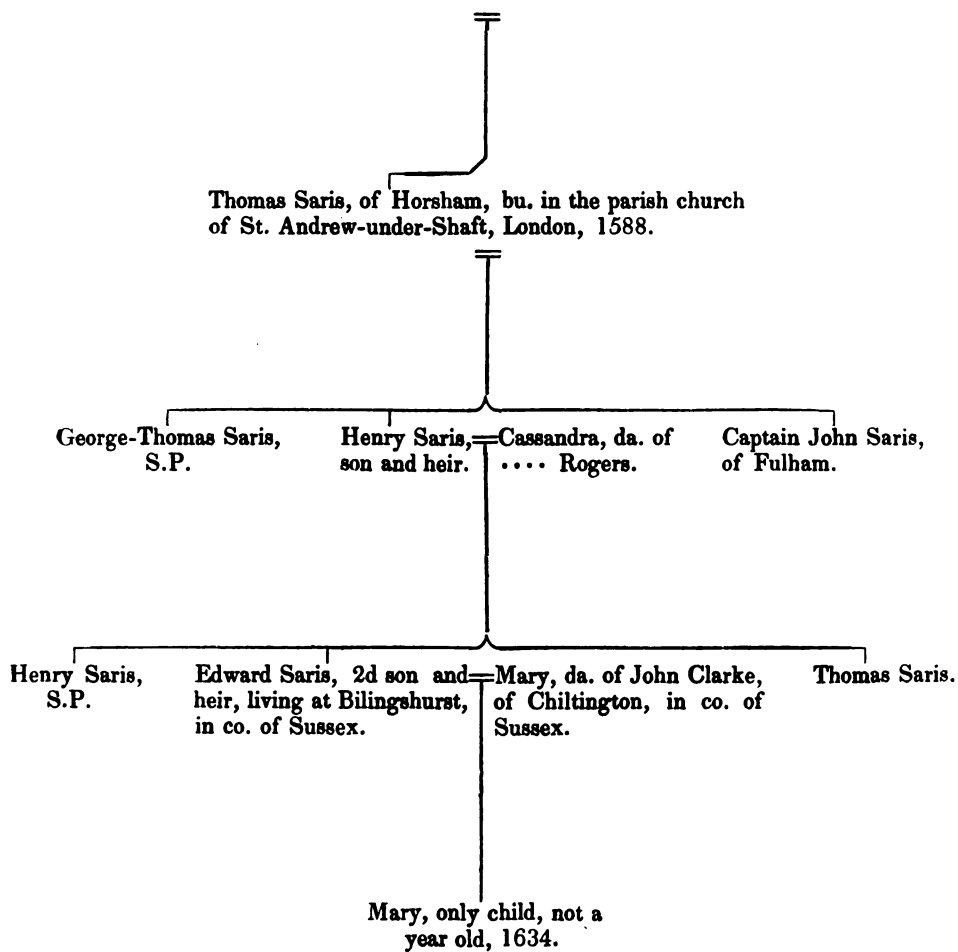 Thomas Saris, of Horsham, bu. in the parish church
of St. Andrew-under-Shaft, London, 1588.
George-Thomas Saris,
S.P.
Henry Saris,
son and heir.
Cassandra, da. of
.... Rogers.
Captain John Saris,
of Fulham.
Henry Saris,
S.P.
Edward Saris, 2d son and
heir, living at Bilingshurst,
in co. of Sussex.
Mary, da. of John Clarke,
of Chiltington, in co. of
Sussex.
Thomas Saris.
Mary, only child, not a
year old, 1634.